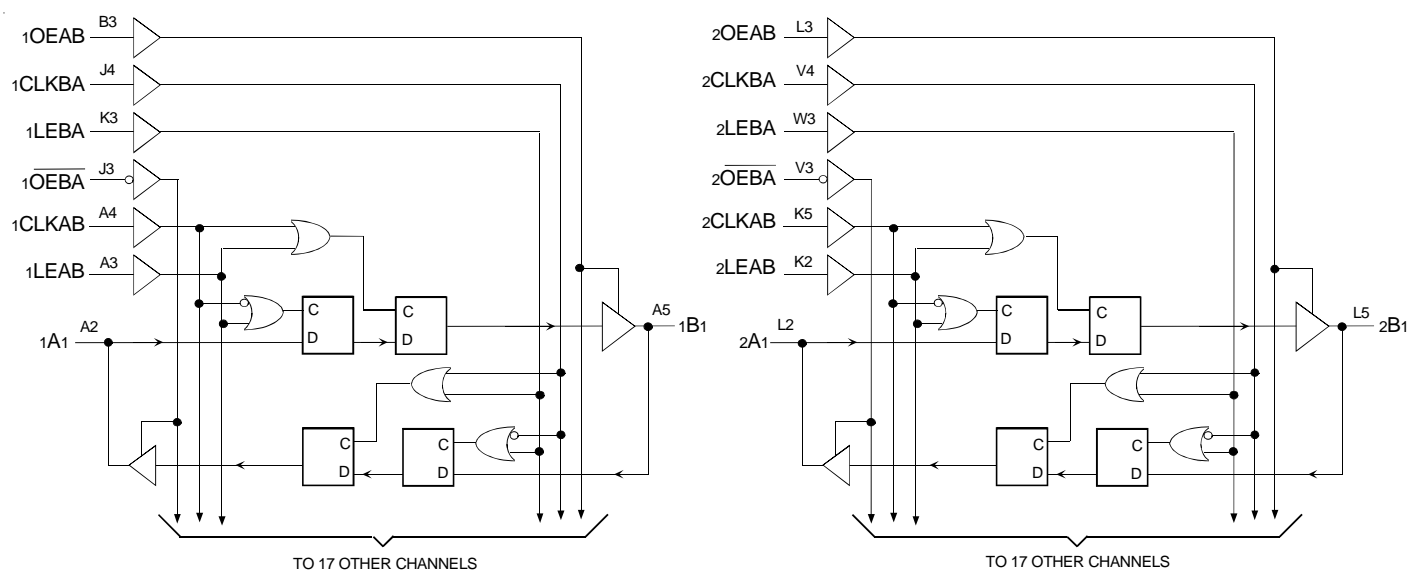 1OEAB B3
1CLKBA J4
1LEBA K3
1OEBA J3
1CLKAB A4
1LEAB A3
1A1 A2
C
D
C
D
A5 1B1
C
D
C
D
TO 17 OTHER CHANNELS
2OEAB L3
2CLKBA V4
2LEBA W3
2OEBA V3
2CLKAB K5
2LEAB K2
2A1 L2
C
D
C
D
L5 2B1
C
D
C
D
TO 17 OTHER CHANNELS